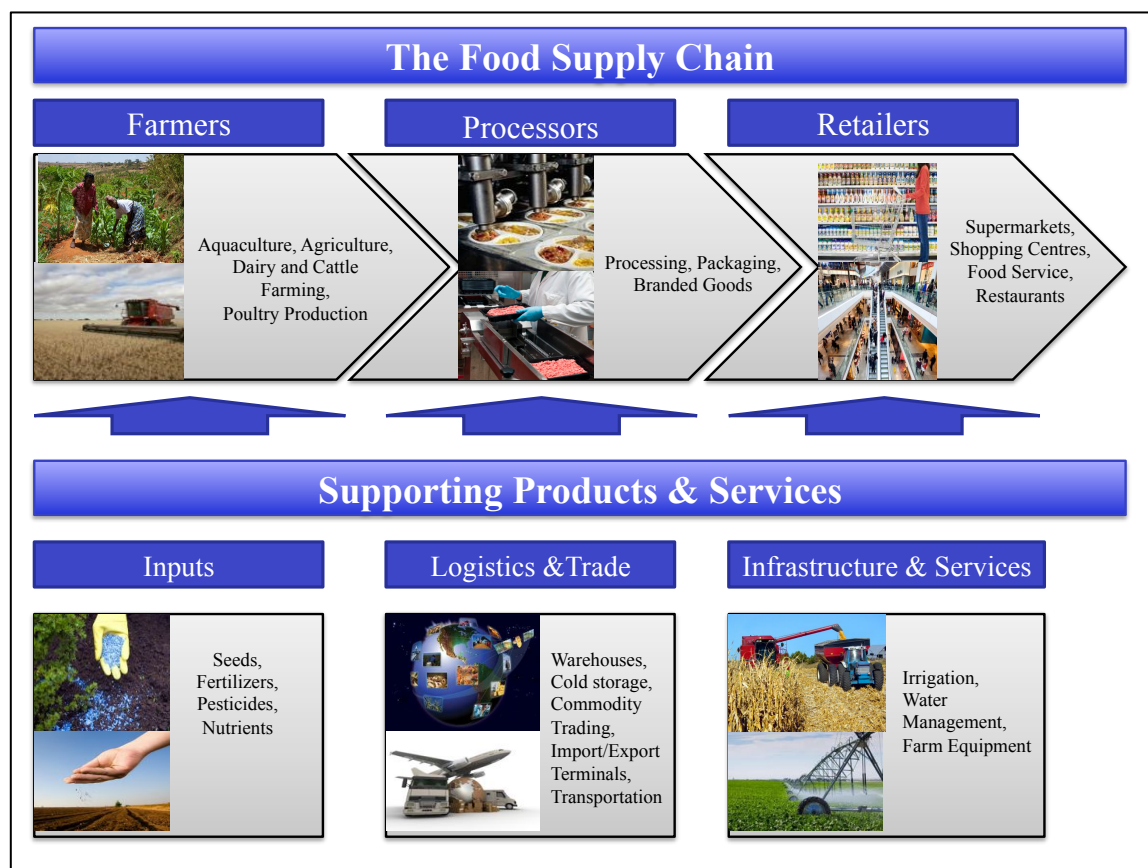 The Food Supply Chain
Farmers
Processors
Retailers
Aquaculture, Agriculture,
Dairy and Cattle
Farming,
Poultry Production
Processing, Packaging,
Branded Goods
Supermarkets,
Shopping Centres,
Food Service,
Restaurants
Supporting Products & Services
Inputs
Logistics &Trade
Infrastructure & Services
Seeds,
Fertilizers,
Pesticides,
Nutrients
Warehouses,
Cold storage,
Commodity
Trading,
Import/Export
Terminals,
Transportation
Irrigation,
Water
Management,
Farm Equipment